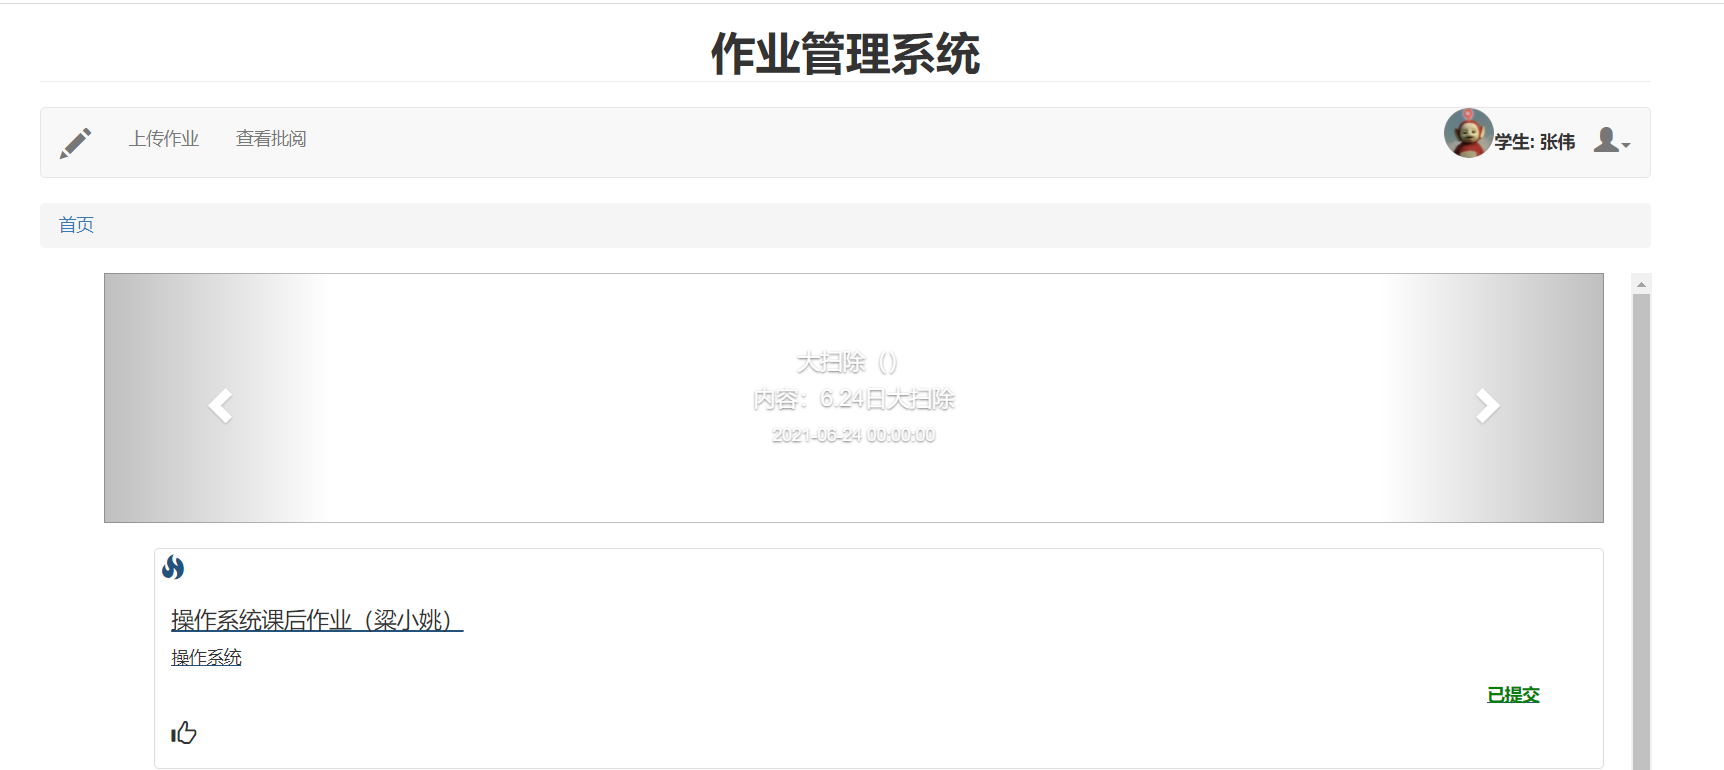 作业管理系统
上传作业 查看批阅 学生: 张伟
首页
大扫除（）
内容：6.24日大扫除
2021-06-24 00:00:00
操作系统课后作业（梁小姚）
操作系统
已提交